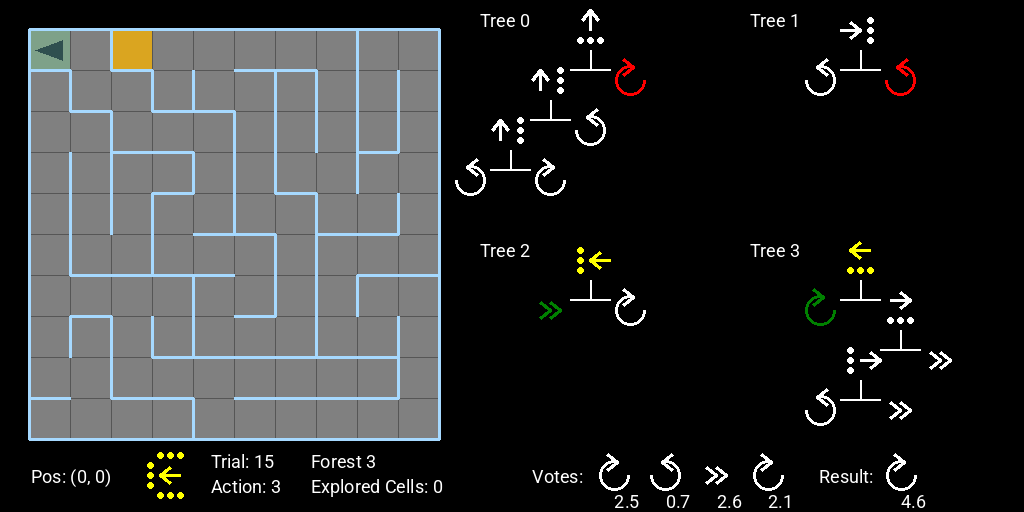 Tree 0
Tree 1
Tree 2
Tree 3
Pos: (0, 0)
Trial: 15
Forest 3
Action: 3
Explored Cells: 0
Votes:
Result:
2.5
0.7
2.6
2.1
4.6